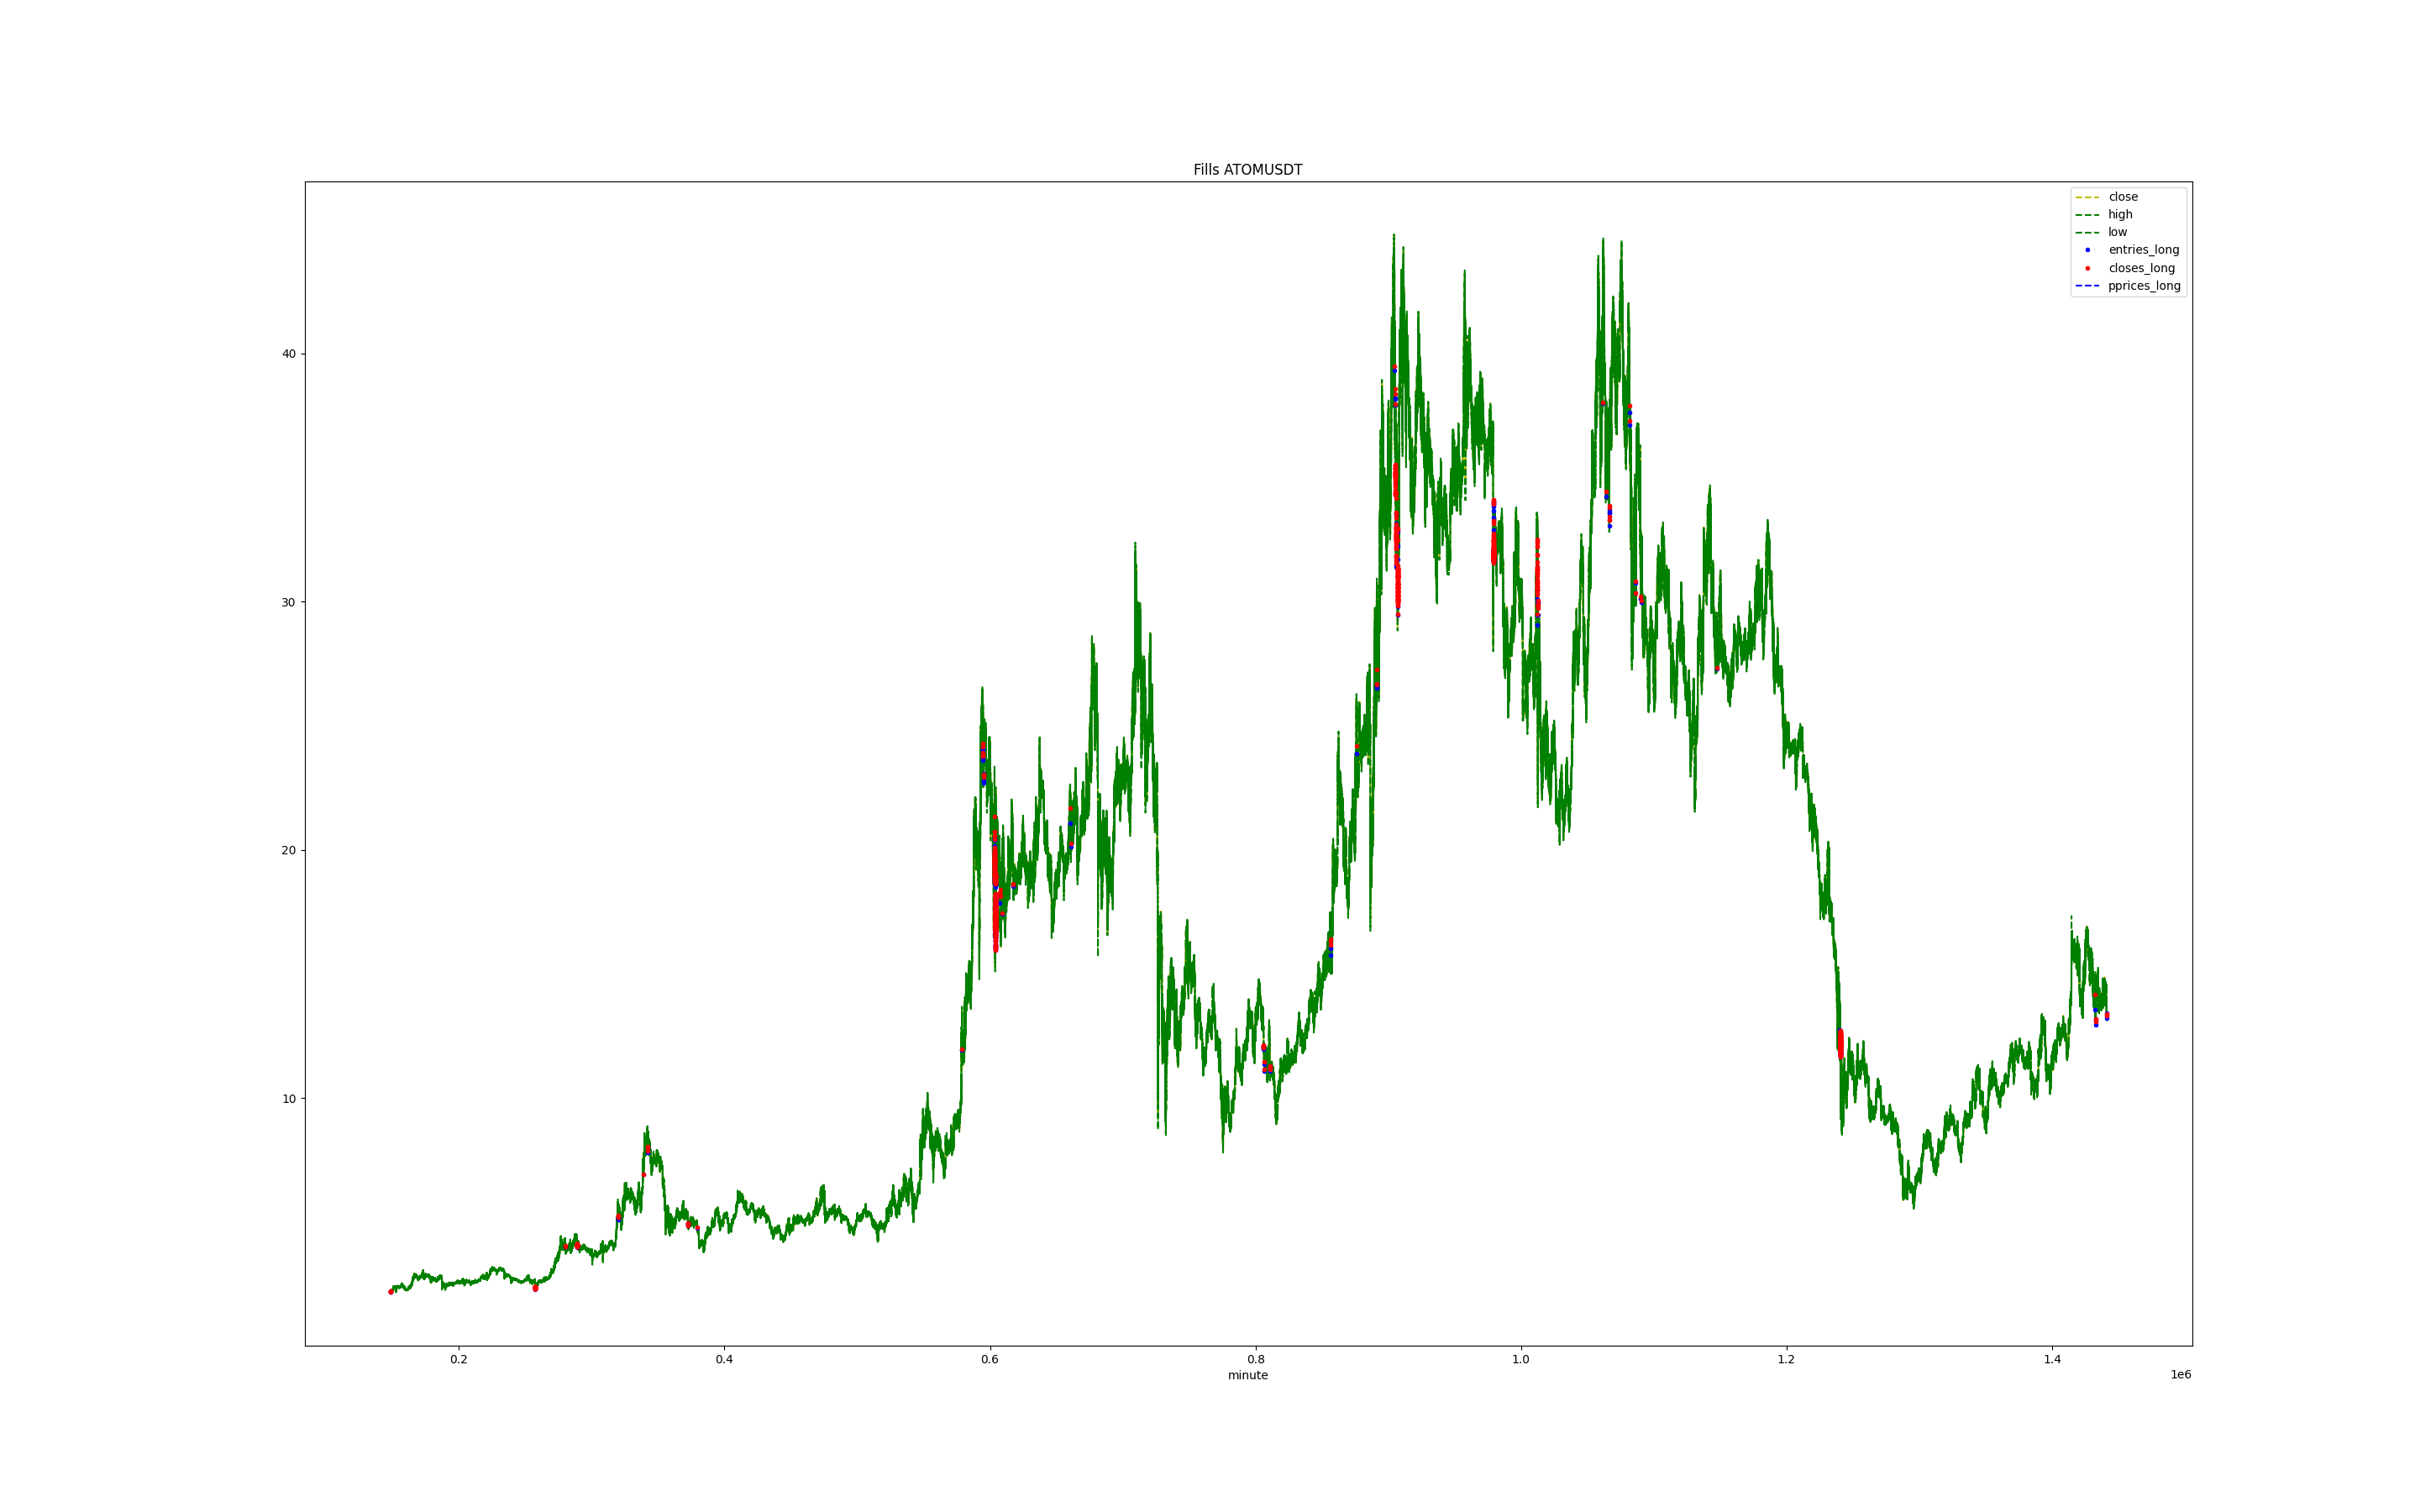 Fills ATOMUSDT
close
high
low
entries_long
closes_long
pprices_long
40
30
20
10
0.2 0.4 0.6 0.8 1.0 1.2 1.4
minute
1e6